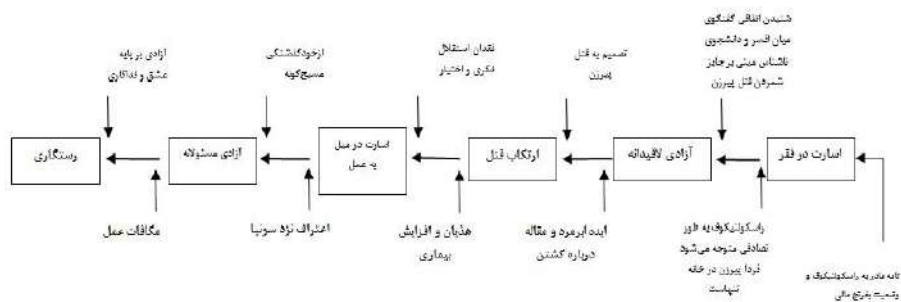 شنیدن اتفاقی گفتگوی
میان افسر و دانشجوی
ناشناس مبنی بر جایز
شمردن قتل پیرزن
تصمیم به قتل
پیرزن
فقدان استقلال
فکری و اختیار
ازخودگذشتگی
مسیح‌گونه
آزادی بر پایه
عشق و فداکاری
اسارت در فقر
آزادی لاقیدانه
ارتکاب قتل
اسارت در میل
به عمل
آزادی مسئولانه
رستگاری
نامه مادر به راسکولنیکوف و
وضعیت بغرنج مالی
راسکولنیکوف به طور
تصادفی متوجه می‌شود
فردا پیرزن در خانه
تنهاست
ایده ابرمرد و مقاله
درباره کشتن
هذیان و افزایش
بیماری
اعتراف نزد سونیا
مکافات عمل